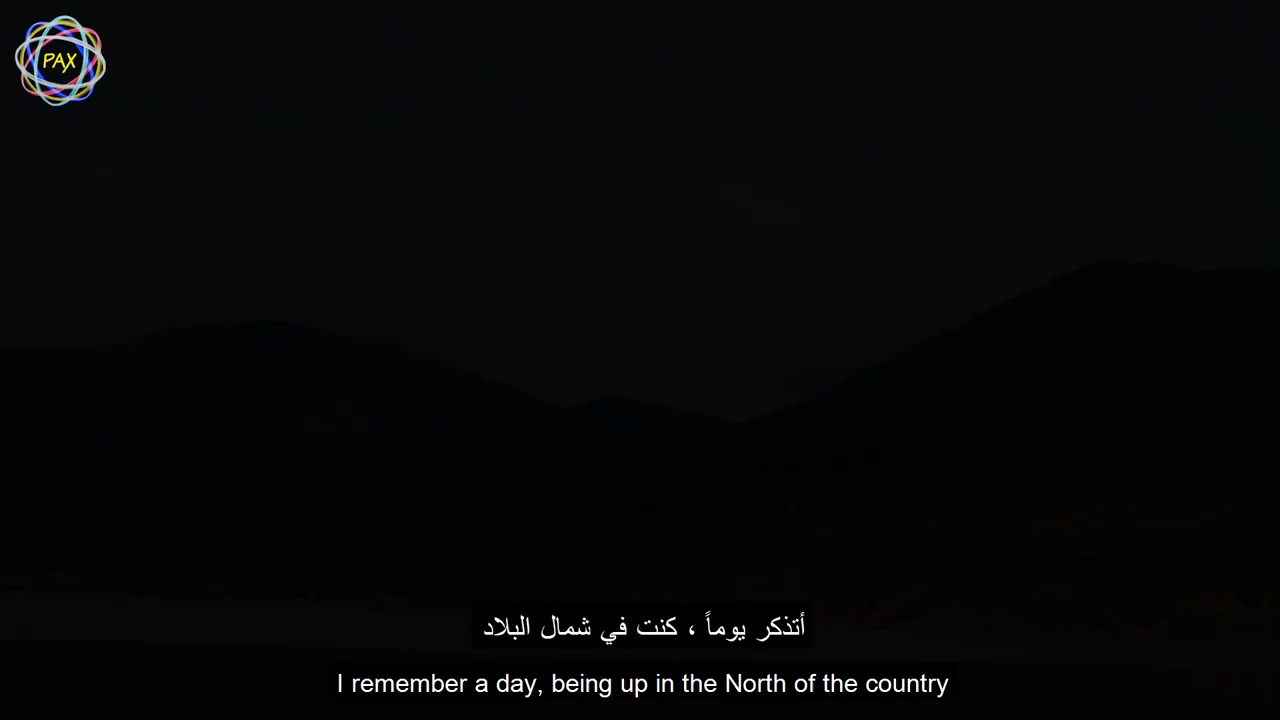 PAX
أتذكر يوماً ، كنت في شمال البلاد
I remember a day, being up in the North of the country